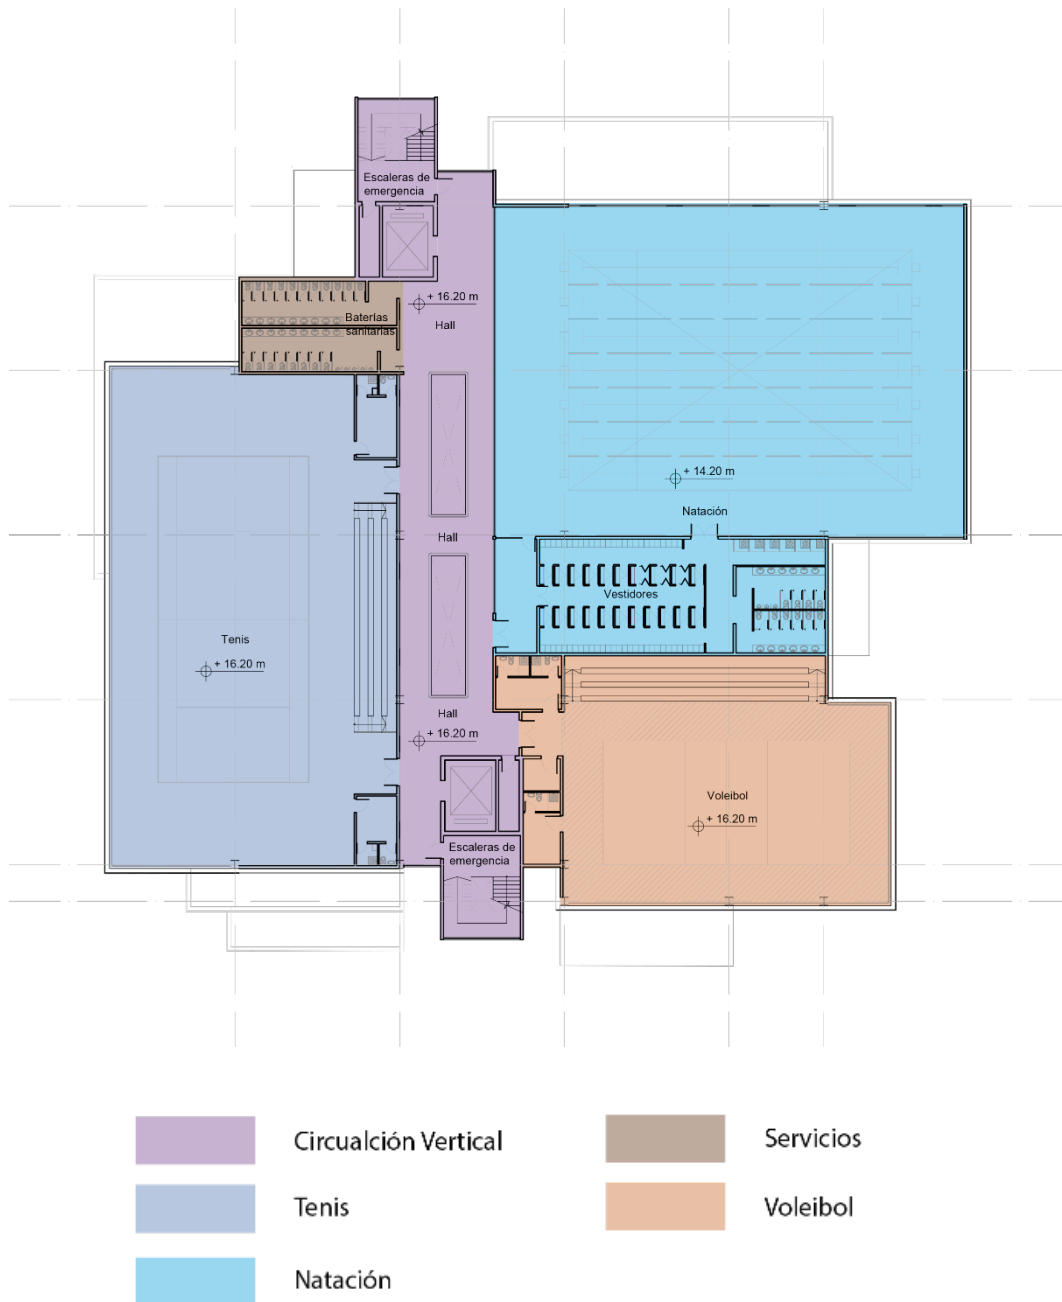 Escaleras de
emergencia
+ 16.20 m
Hall
Baterías
sanitarias
+ 14.20 m
Natación
Hall
Vestidores
Tenis
+ 16.20 m
Hall
+ 16.20 m
Voleibol
+ 16.20 m
Escaleras de
emergencia
Circualción Vertical
Servicios
Tenis
Voleibol
Natación